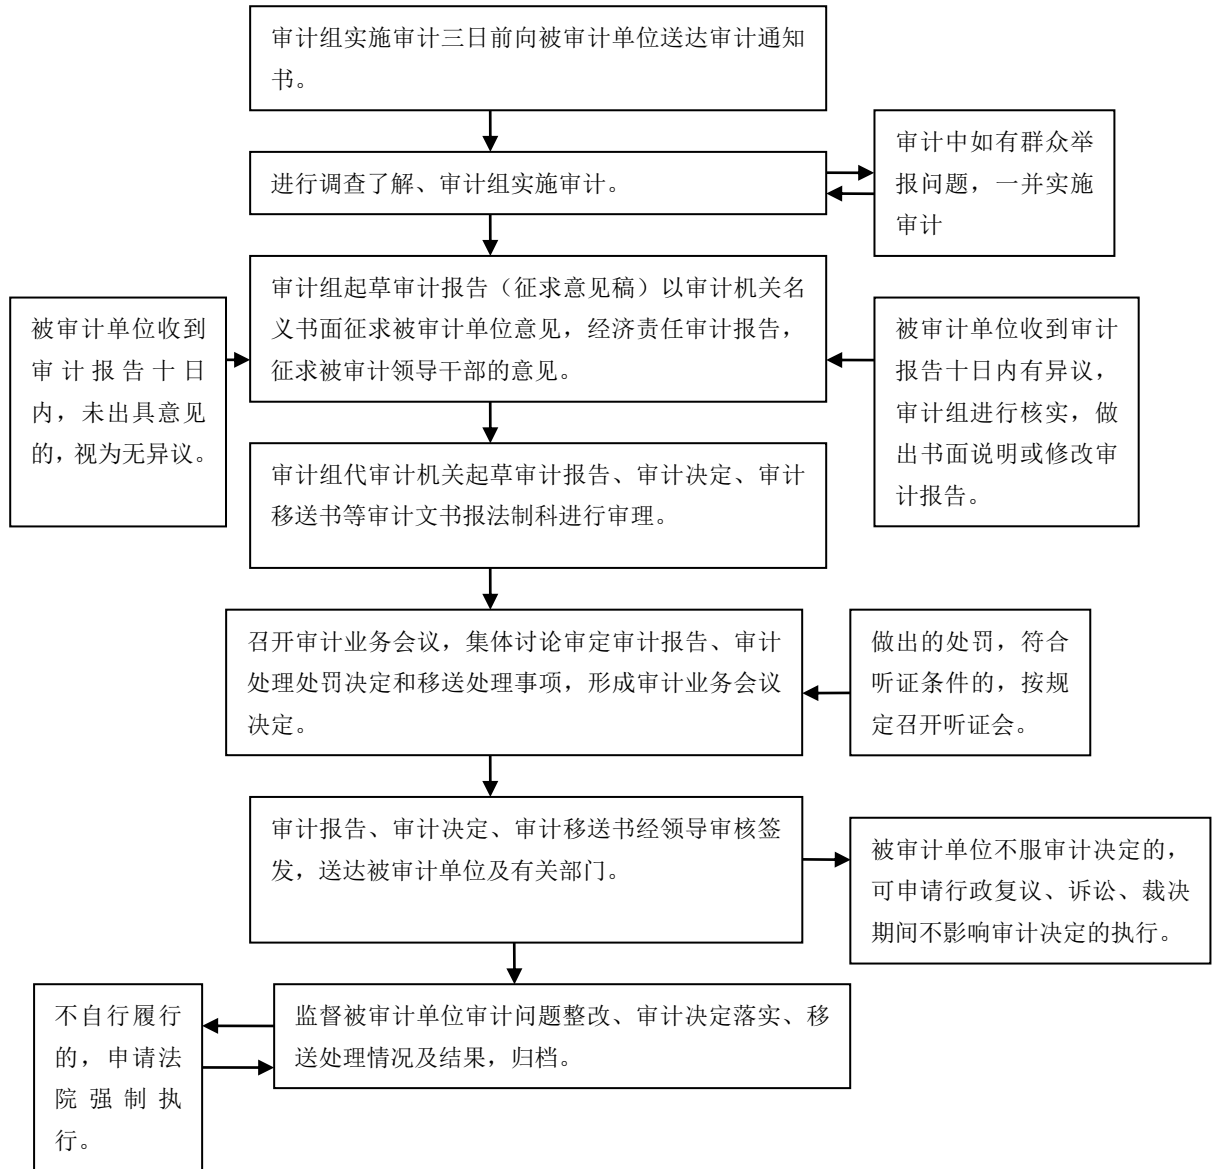 审计组实施审计三日前向被审计单位送达审计通知
书。
进行调查了解、审计组实施审计。
审计中如有群众举
报问题，一并实施
审计
审计组起草审计报告（征求意见稿）以审计机关名
义书面征求被审计单位意见，经济责任审计报告，
征求被审计领导干部的意见。
被审计单位收到
审计报告十日
内，未出具意见
的，视为无异议。
被审计单位收到审计
报告十日内有异议，
审计组进行核实，做
出书面说明或修改审
计报告。
审计组代审计机关起草审计报告、审计决定、审计
移送书等审计文书报法制科进行审理。
召开审计业务会议，集体讨论审定审计报告、审计
处理处罚决定和移送处理事项，形成审计业务会议
决定。
做出的处罚，符合
听证条件的，按规
定召开听证会。
审计报告、审计决定、审计移送书经领导审核签
发，送达被审计单位及有关部门。
被审计单位不服审计决定的，
可申请行政复议、诉讼、裁决
期间不影响审计决定的执行。
监督被审计单位审计问题整改、审计决定落实、移
送处理情况及结果，归档。
不自行履行
的，申请法
院强制执
行。